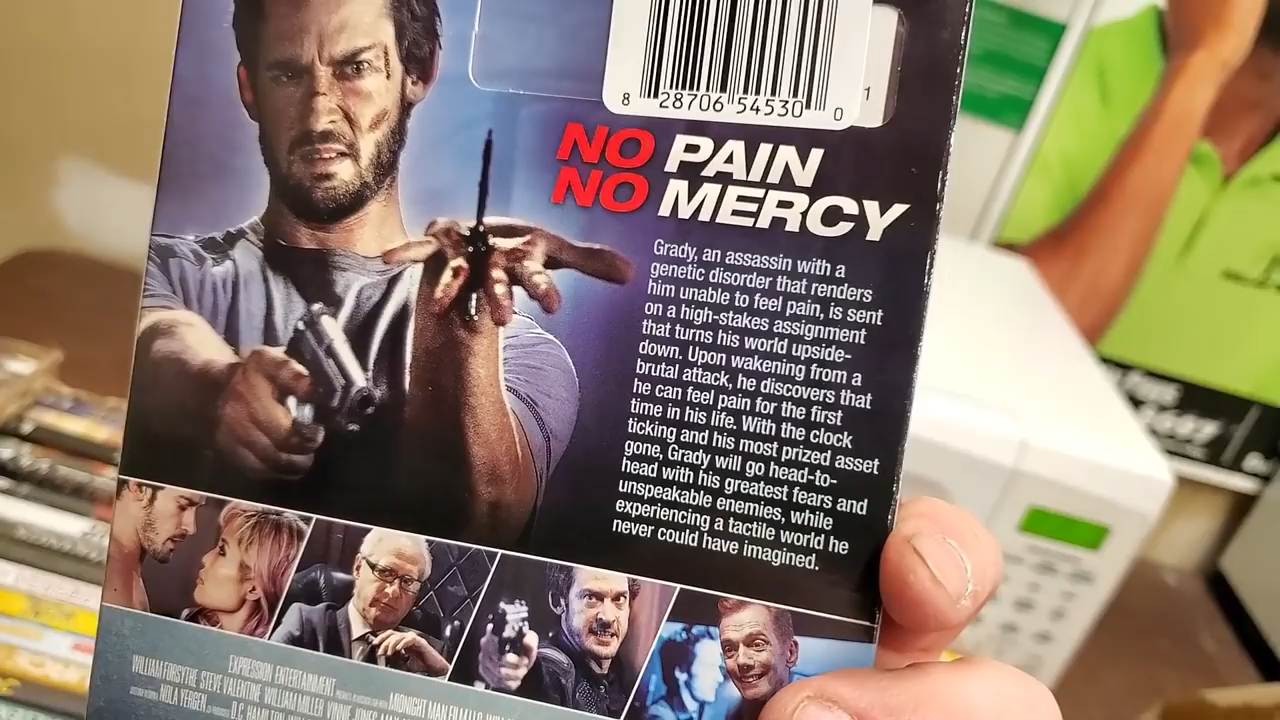 8 28706 54530 0 1
NO PAIN
NO MERCY
Grady, an assassin with a
genetic disorder that renders
him unable to feel pain, is sent
on a high-stakes assignment
that turns his world upside-
down. Upon wakening from a
brutal attack, he discovers that
he can feel pain for the first
time in his life. With the clock
ticking and his most prized asset
gone, Grady will go head-to-
head with his greatest fears and
unspeakable enemies, while
experiencing a tactile world he
never could have imagined.
EXPRESSION ENTERTAINMENT MIDNIGHT MAN
WILLIAM FORSYTHE STEVE VALENTINE WILLIAM MILLER VINNIE JONES
NOLA VERGEN D.C. HAMILTON